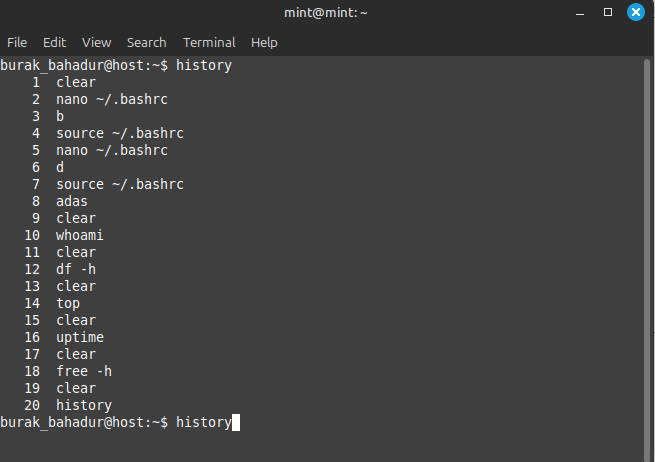 mint@mint: ~
File Edit View Search Terminal Help
burak_bahadur@host:~$ history
1 clear
2 nano ~/.bashrc
3 b
4 source ~/.bashrc
5 nano ~/.bashrc
6 d
7 source ~/.bashrc
8 adas
9 clear
10 whoami
11 clear
12 df -h
13 clear
14 top
15 clear
16 uptime
17 clear
18 free -h
19 clear
20 history
burak_bahadur@host:~$ history